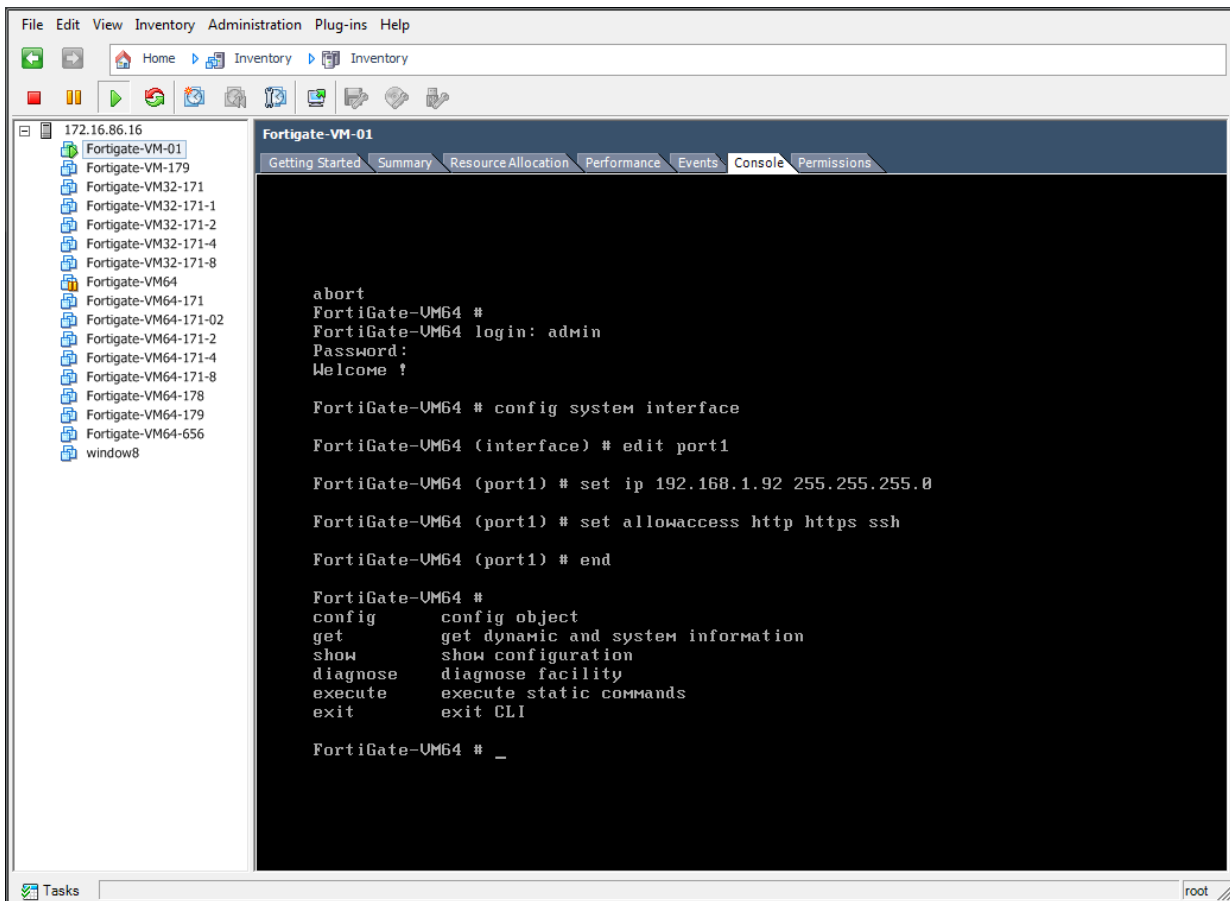 File Edit View Inventory Administration Plug-ins Help
Home Inventory Inventory
172.16.86.16
Fortigate-VM-01
Fortigate-VM-179
Fortigate-VM32-171
Fortigate-VM32-171-1
Fortigate-VM32-171-2
Fortigate-VM32-171-4
Fortigate-VM32-171-8
Fortigate-VM64
Fortigate-VM64-171
Fortigate-VM64-171-02
Fortigate-VM64-171-2
Fortigate-VM64-171-4
Fortigate-VM64-171-8
Fortigate-VM64-178
Fortigate-VM64-179
Fortigate-VM64-656
window8
Fortigate-VM-01
Getting Started Summary Resource Allocation Performance Events Console Permissions
abort
FortiGate-VM64 #
FortiGate-VM64 login: admin
Password:
Welcome !
FortiGate-VM64 # config system interface
FortiGate-VM64 (interface) # edit port1
FortiGate-VM64 (port1) # set ip 192.168.1.92 255.255.255.0
FortiGate-VM64 (port1) # set allowaccess http https ssh
FortiGate-VM64 (port1) # end
FortiGate-VM64 #
config config object
get get dynamic and system information
show show configuration
diagnose diagnose facility
execute execute static commands
exit exit CLI
FortiGate-VM64 # _
Tasks root